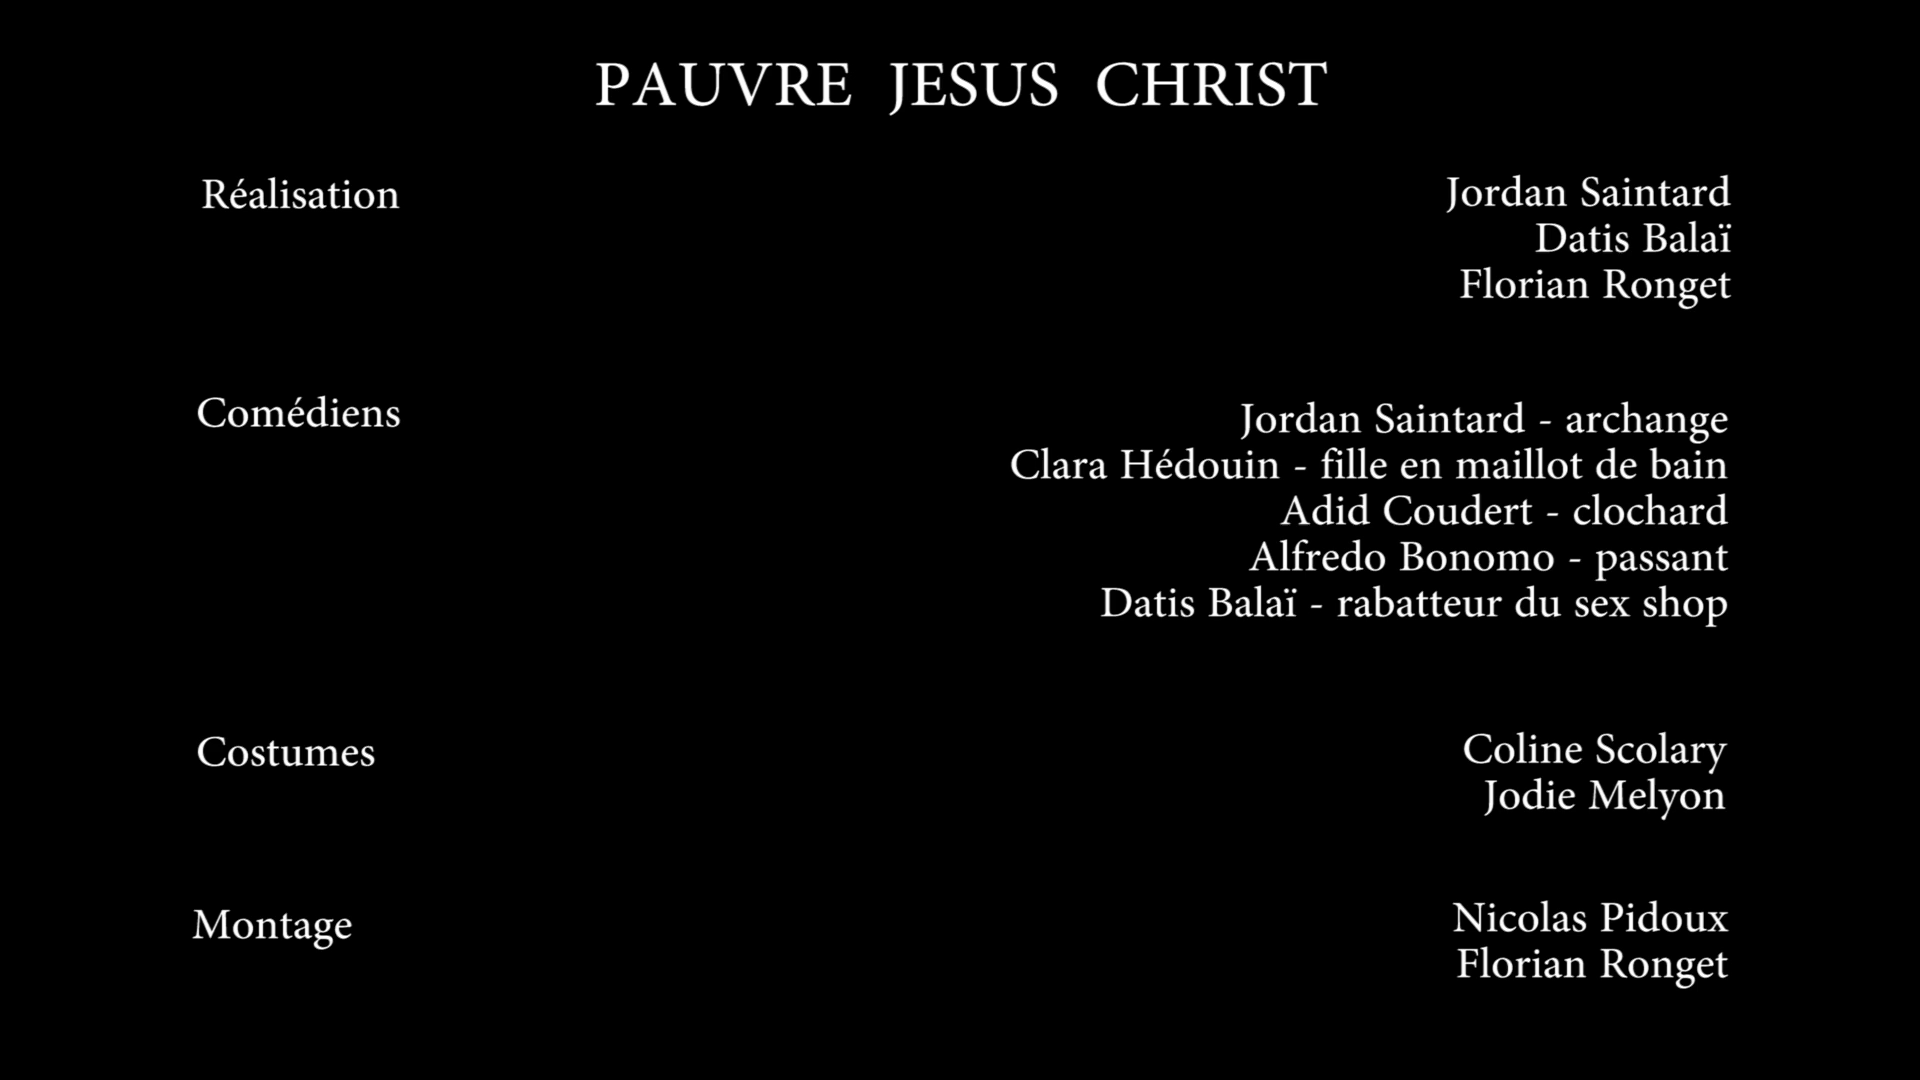 PAUVRE JESUS CHRIST
Réalisation
Jordan Saintard
Datis Balaï
Florian Ronget
Comédiens
Jordan Saintard - archange
Clara Hédouin - fille en maillot de bain
Adid Coudert - clochard
Alfredo Bonomo - passant
Datis Balaï - rabatteur du sex shop
Costumes
Coline Scolary
Jodie Melyon
Montage
Nicolas Pidoux
Florian Ronget